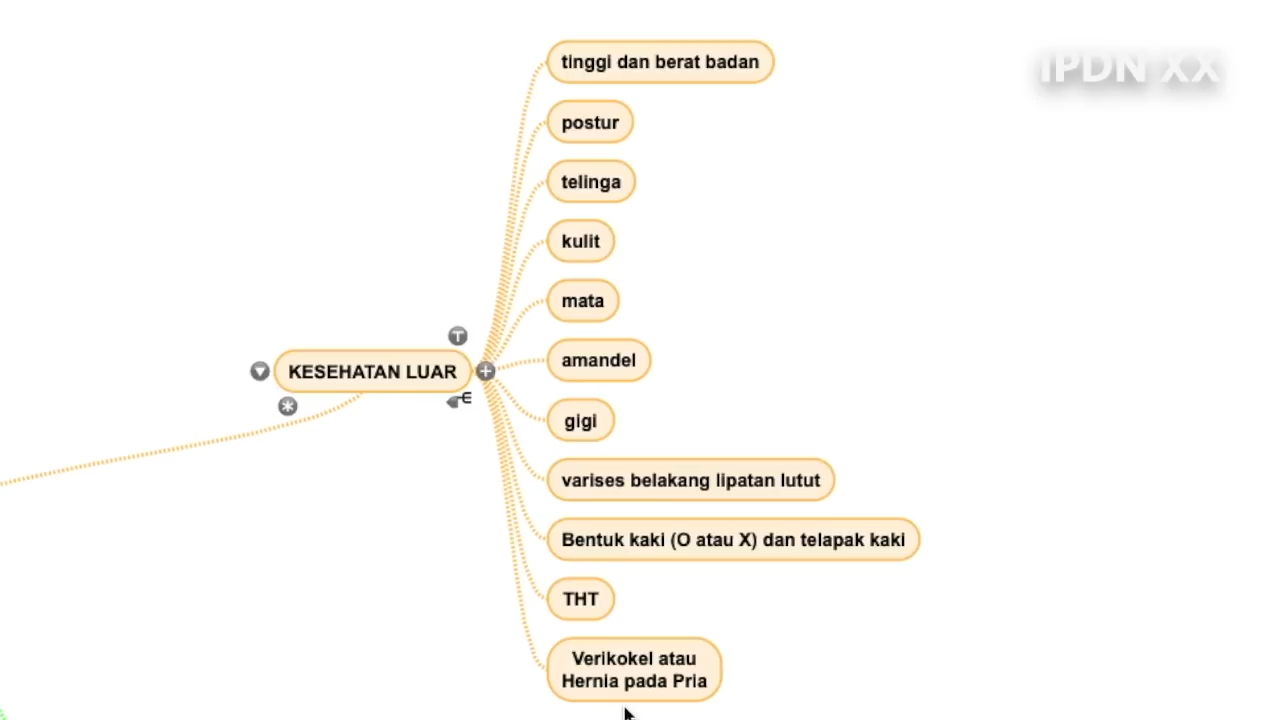 tinggi dan berat badan
IPDN XX
postur
telinga
kulit
mata
amandel
KESEHATAN LUAR
gigi
varises belakang lipatan lutut
Bentuk kaki (O atau X) dan telapak kaki
THT
Verikokel atau
Hernia pada Pria